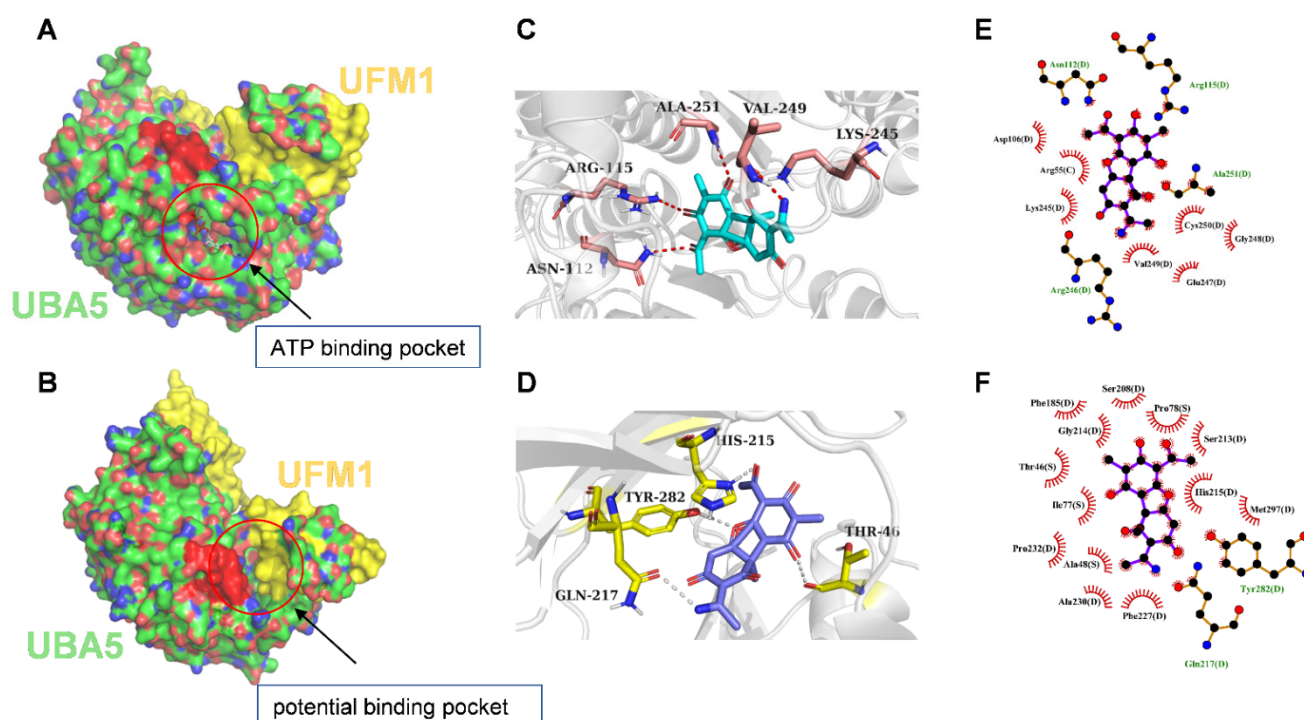 A
UFM1
UBA5
ATP binding pocket
B
UFM1
UBA5
potential binding pocket
C
ALA-251
VAL-249
LYS-245
ARG-115
ASN-112
D
HIS-215
TYR-282
THR-46
GLN-217
E
Asn112(D)
Arg115(D)
Asp106(D)
Arg55(C)
Ala251(D)
Lys245(D)
Cys250(D)
Gly248(D)
Val249(D)
Arg246(D)
Glu247(D)
F
Ser208(D)
Phe185(D)
Pro78(S)
Gly214(D)
Ser213(D)
Thr46(S)
His215(D)
Ile77(S)
Met297(D)
Pro232(D)
Ala48(S)
Tyr282(D)
Ala230(D)
Phe227(D)
Gln217(D)